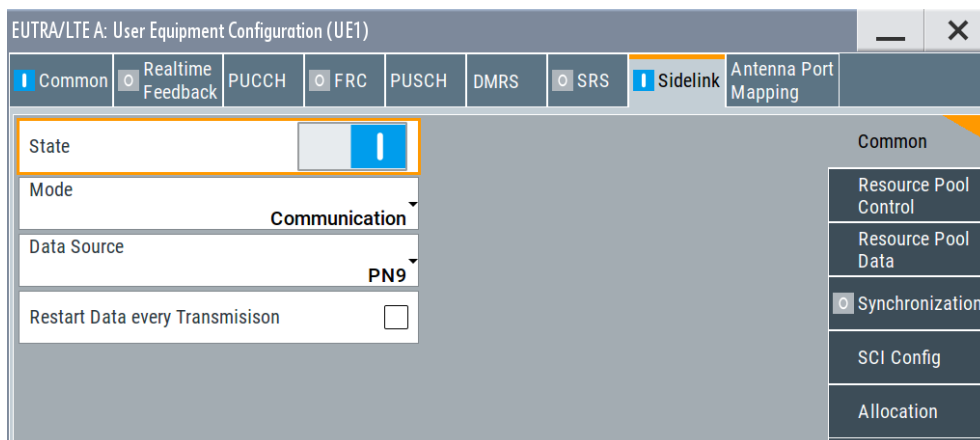 EUTRA/LTE A: User Equipment Configuration (UE1)
Common
Realtime
Feedback
PUCCH
FRC
PUSCH
DMRS
SRS
Sidelink
Antenna Port
Mapping
State
Mode
Communication
Data Source
PN9
Restart Data every Transmisison
Common
Resource Pool
Control
Resource Pool
Data
Synchronization
SCI Config
Allocation